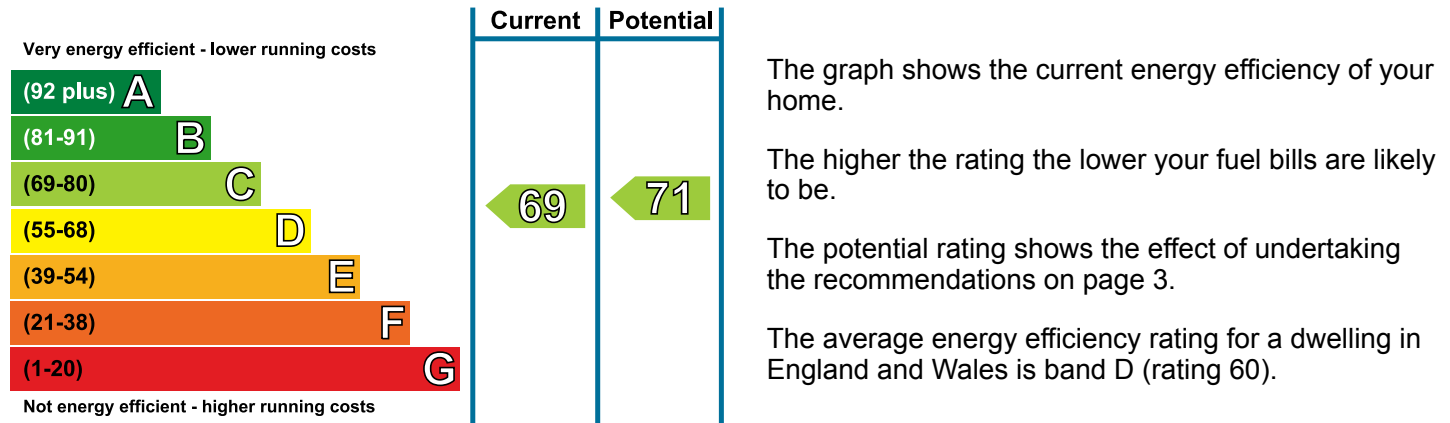 Current Potential
Very energy efficient - lower running costs
(92 plus) A
(81-91) B
(69-80) C
(55-68) D
(39-54) E
(21-38) F
(1-20) G
Not energy efficient - higher running costs
69 71
The graph shows the current energy efficiency of your
home.
The higher the rating the lower your fuel bills are likely
to be.
The potential rating shows the effect of undertaking
the recommendations on page 3.
The average energy efficiency rating for a dwelling in
England and Wales is band D (rating 60).